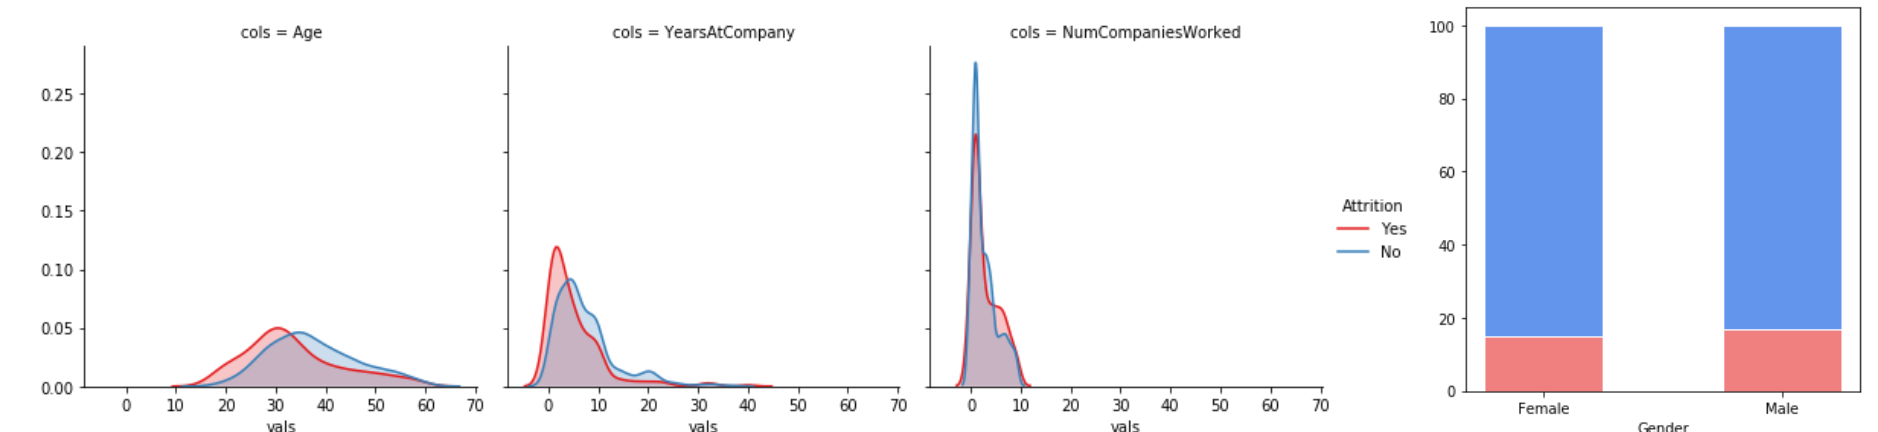 cols = Age
cols = YearsAtCompany
cols = NumCompaniesWorked
0.25
0.20
0.15
0.10
0.05
0.00
0 10 20 30 40 50 60 70
vals
0 10 20 30 40 50 60 70
vals
0 10 20 30 40 50 60 70
vals
Attrition
Yes
No
100
80
60
40
20
0
Female Male
Gender